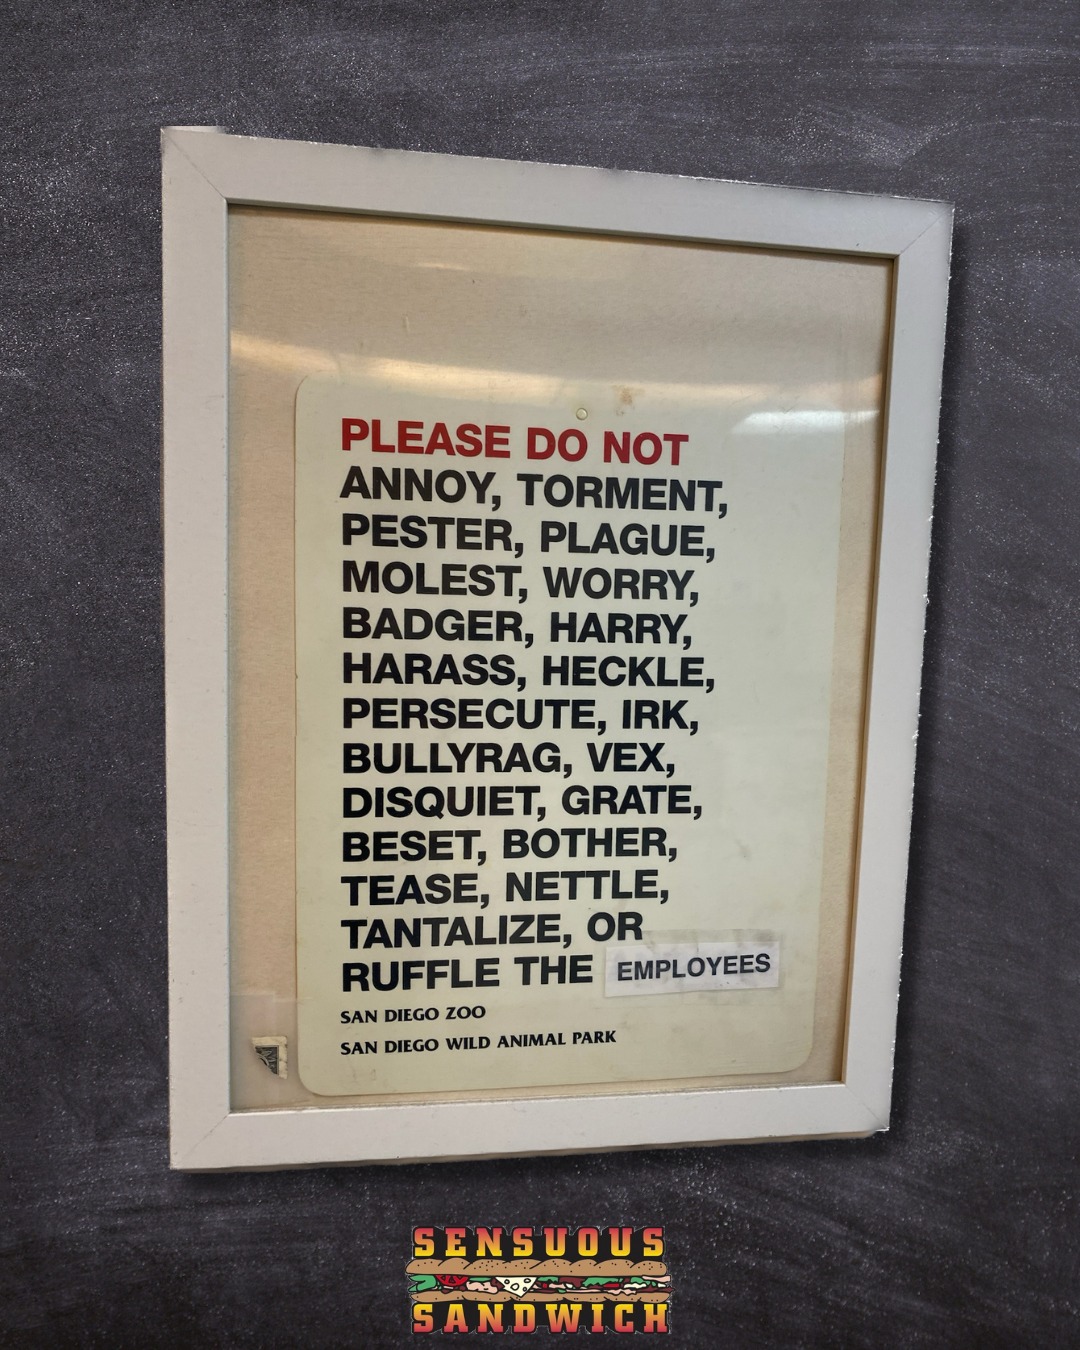 PLEASE DO NOT
ANNOY, TORMENT,
PESTER, PLAGUE,
MOLEST, WORRY,
BADGER, HARRY,
HARASS, HECKLE,
PERSECUTE, IRK,
BULLYRAG, VEX,
DISQUIET, GRATE,
BESET, BOTHER,
TEASE, NETTLE,
TANTALIZE, OR
RUFFLE THE EMPLOYEES
SAN DIEGO ZOO
SAN DIEGO WILD ANIMAL PARK
SENSUOUS
SANDWICH